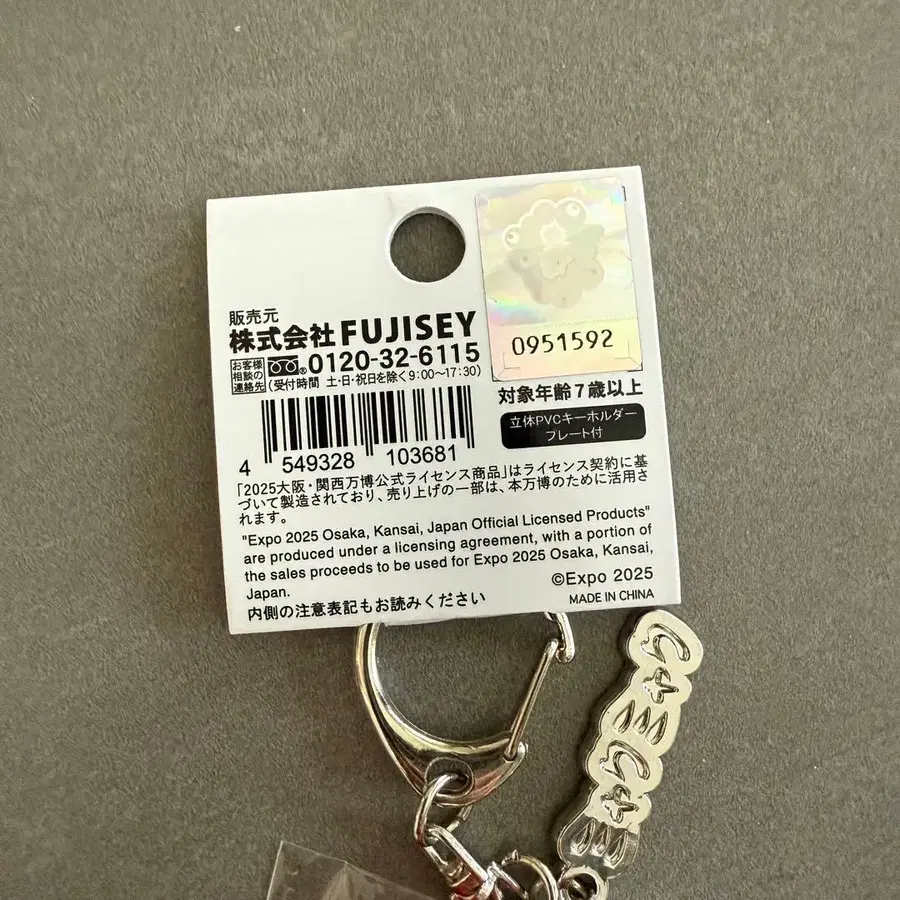 販売元
株式会社FUJISEY
お客様
相談の
連絡先
®0120-32-6115
(受付時間 土・日・祝日を除く9:00〜17:30)
0951592
対象年齢7歳以上
立体PVCキーホルダー
プレート付
4 549328 103681
「2025大阪・関西万博公式ライセンス商品」はライセンス契約に基
づいて製造されており、売り上げの一部は、本万博のために活用さ
れます。
"Expo 2025 Osaka, Kansai, Japan Official Licensed Products"
are produced under a licensing agreement, with a portion of
the sales proceeds to be used for Expo 2025 Osaka, Kansai,
Japan.
©Expo 2025
内側の注意表記もお読みください
MADE IN CHINA